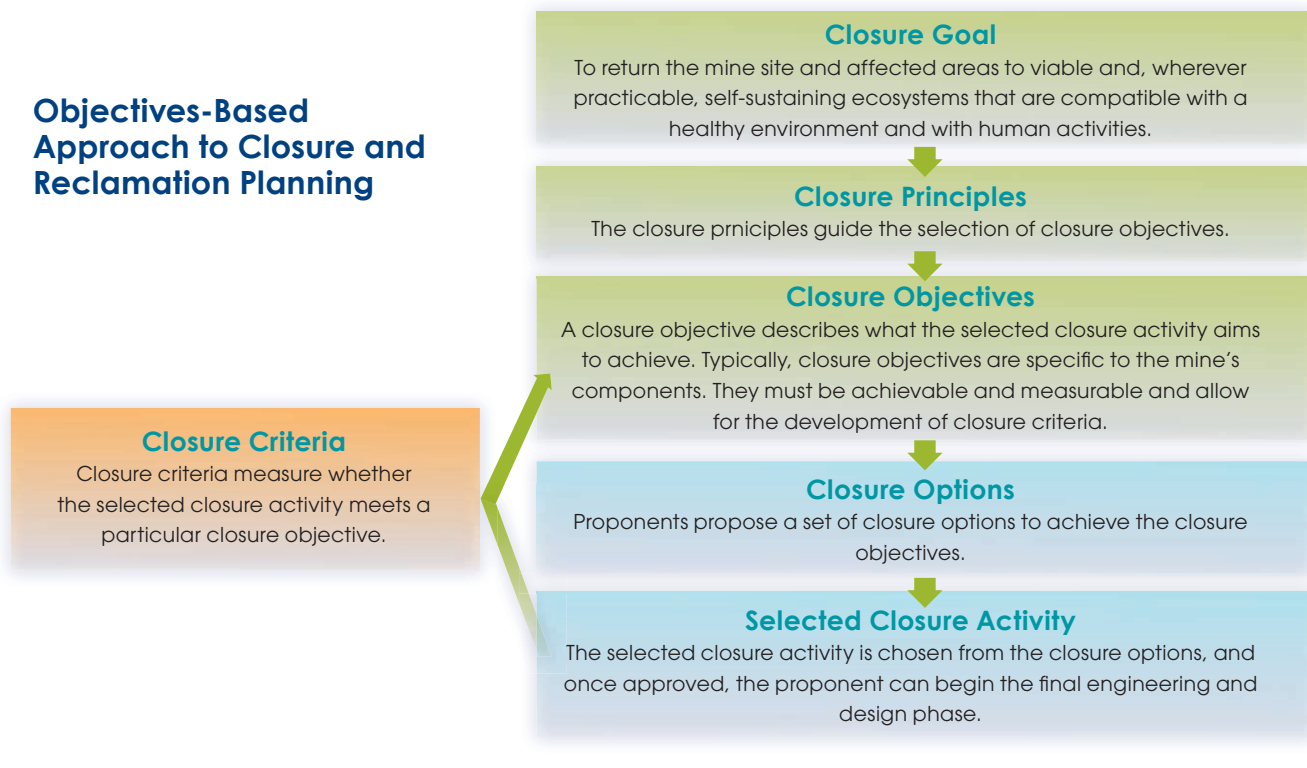 Objectives-Based
Approach to Closure and
Reclamation Planning
Closure Goal
To return the mine site and affected areas to viable and, wherever
practicable, self-sustaining ecosystems that are compatible with a
healthy environment and with human activities.
Closure Principles
The closure prniciples guide the selection of closure objectives.
Closure Objectives
A closure objective describes what the selected closure activity aims
to achieve. Typically, closure objectives are specific to the mine's
components. They must be achievable and measurable and allow
for the development of closure criteria.
Closure Criteria
Closure criteria measure whether
the selected closure activity meets a
particular closure objective.
Closure Options
Proponents propose a set of closure options to achieve the closure
objectives.
Selected Closure Activity
The selected closure activity is chosen from the closure options, and
once approved, the proponent can begin the final engineering and
design phase.